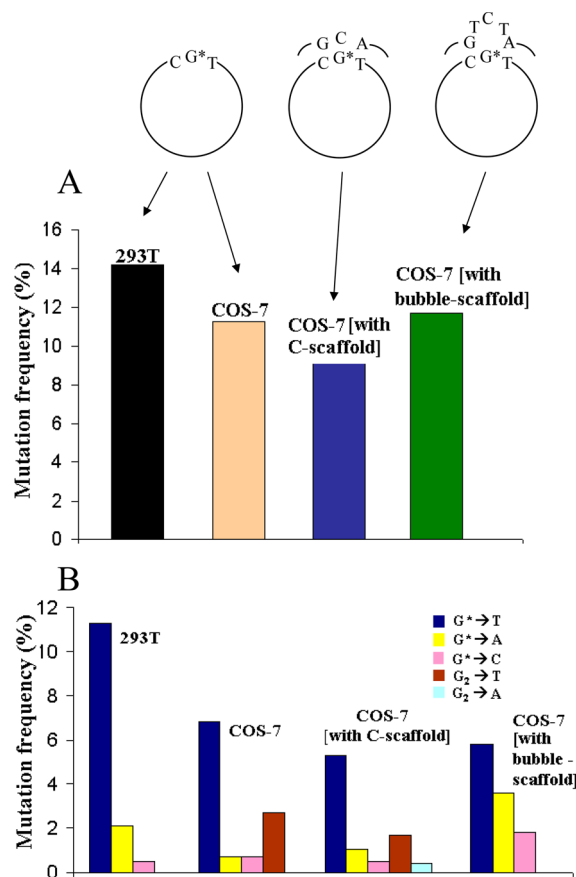 C G* T
G C A
C G* T
G T C T A
C G* T
A
Mutation frequency (%)
16
14
12
10
8
6
4
2
0
293T
COS-7
COS-7 [with
C-scaffold]
COS-7 [with
bubble-scaffold]
B
Mutation frequency (%)
12
10
8
6
4
2
0
293T
COS-7
COS-7
[with C-scaffold]
COS-7
[with
bubble -
scaffold]
G*→T
G*→A
G*→C
G₂→T
G₂→A